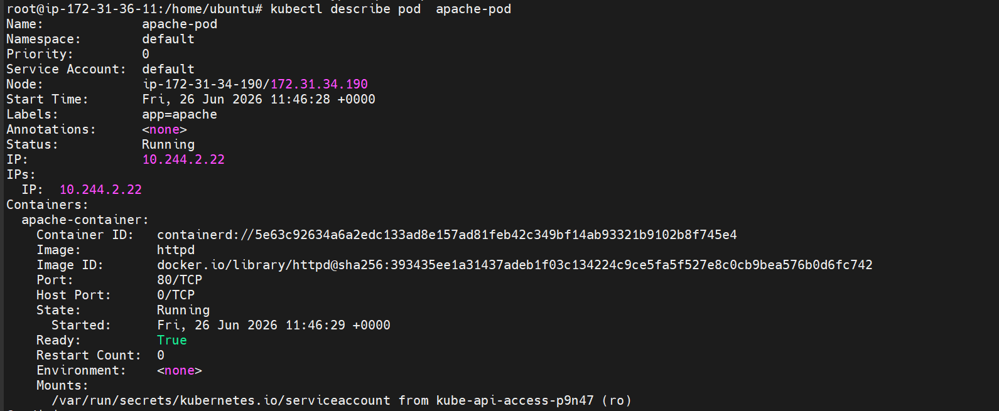 root@ip-172-31-36-11:/home/ubuntu# kubectl describe pod  apache-pod
Name:             apache-pod
Namespace:        default
Priority:         0
Service Account:  default
Node:             ip-172-31-34-190/172.31.34.190
Start Time:       Fri, 26 Jun 2026 11:46:28 +0000
Labels:           app=apache
Annotations:      <none>
Status:           Running
IP:               10.244.2.22
IPs:
  IP:  10.244.2.22
Containers:
  apache-container:
    Container ID:   containerd://5e63c92634a6a2edc133ad8e157ad81feb42c349bf14ab93321b9102b8f745e4
    Image:          httpd
    Image ID:       docker.io/library/httpd@sha256:393435ee1a31437adeb1f03c134224c9ce5fa5f527e8c0cb9bea576b0d6fc742
    Port:           80/TCP
    Host Port:      0/TCP
    State:          Running
      Started:      Fri, 26 Jun 2026 11:46:29 +0000
    Ready:          True
    Restart Count:  0
    Environment:    <none>
    Mounts:
      /var/run/secrets/kubernetes.io/serviceaccount from kube-api-access-p9n47 (ro)